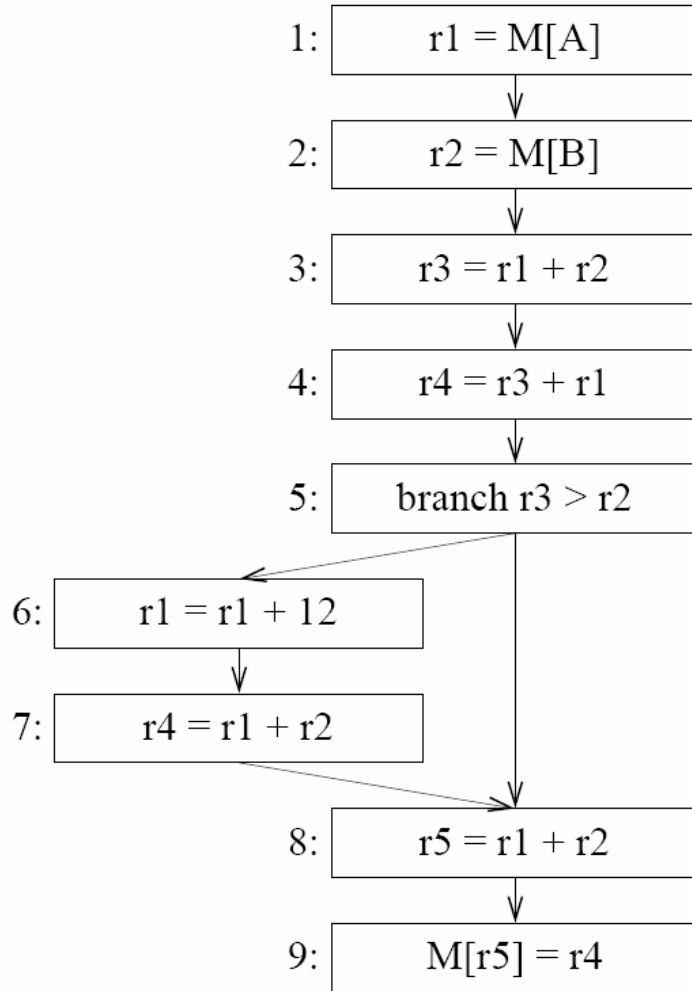 1: r1 = M[A]
2: r2 = M[B]
3: r3 = r1 + r2
4: r4 = r3 + r1
5: branch r3 > r2
6: r1 = r1 + 12
7: r4 = r1 + r2
8: r5 = r1 + r2
9: M[r5] = r4